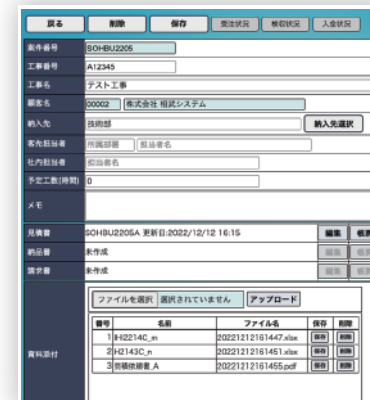 戻る 削除 保存 受注状況 検収状況 入金状況
案件番号 SOHBU2205
工事番号 A12345
工事名 テスト工事
顧客名 00002 株式会社 相武システム
納入先 技術部 納入先選択
客先担当者 所属部署 担当者名
社内担当者 担当者名
予定工数(時間) 0
メモ
見積書 SOHBU2205A 更新日:2022/12/12 16:15 編集
納品書 未作成 編集
請求書 未作成 編集
資料添付
ファイルを選択 選択されていません アップロード
番号 名前 ファイル名 保存 削除
1 IHI2214C_m 20221212161447.xlsx 保存 削除
2 H2143C_n 20221212161451.xlsx 保存 削除
3 見積依頼書_A 20221212161455.pdf 保存 削除